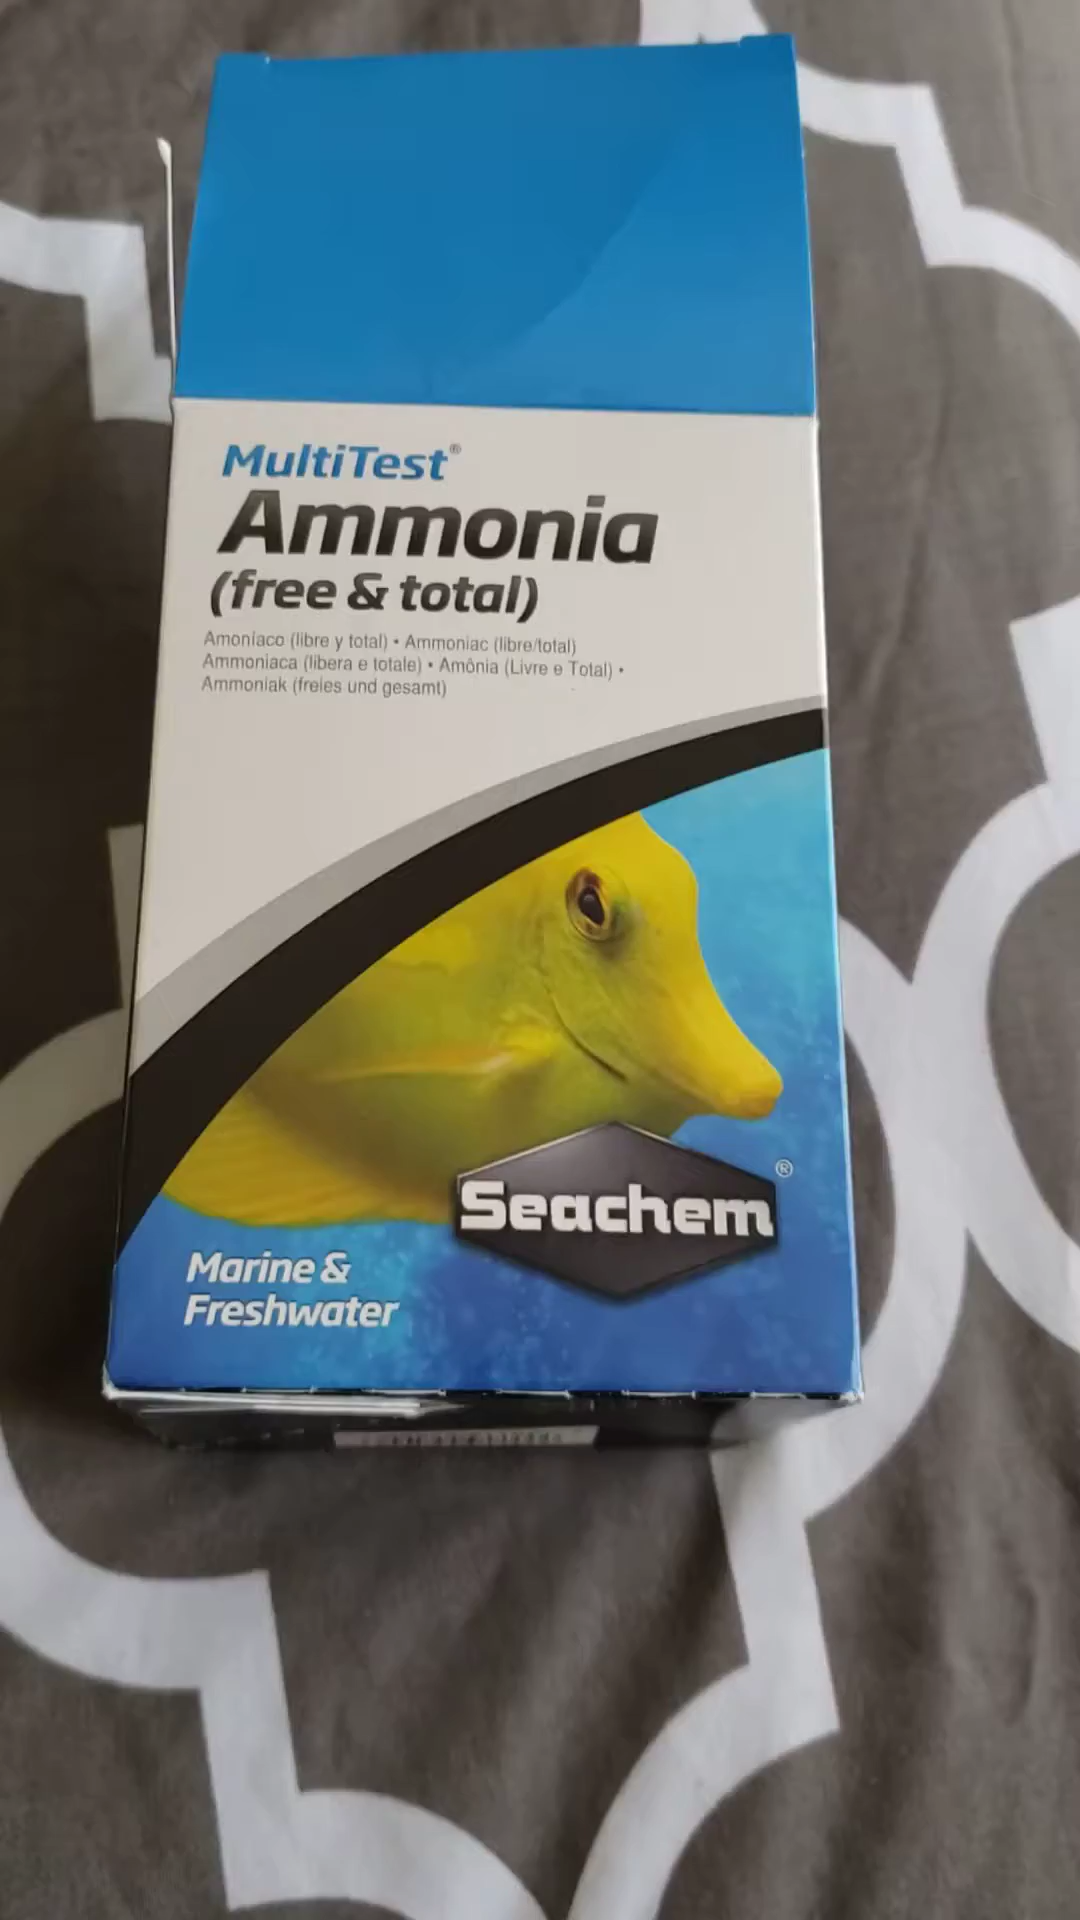 MultiTest®
Ammonia
(free & total)
Amoniaco (libre y total) • Ammoniac (libre/total)
Ammoniaca (libera e totale) • Amônia (Livre e Total) •
Ammoniak (freies und gesamt)
Seachem®
Marine &
Freshwater